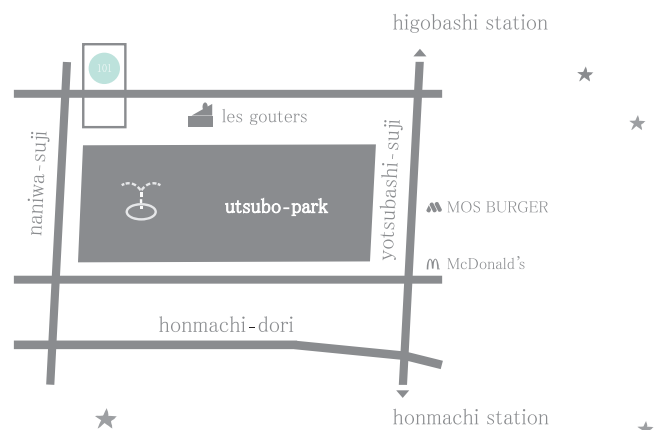 higobashi station
101
les gouters
naniwa-suji
yotsubashi-suji
utsubo-park
MOS BURGER
McDonald's
honmachi-dori
honmachi station